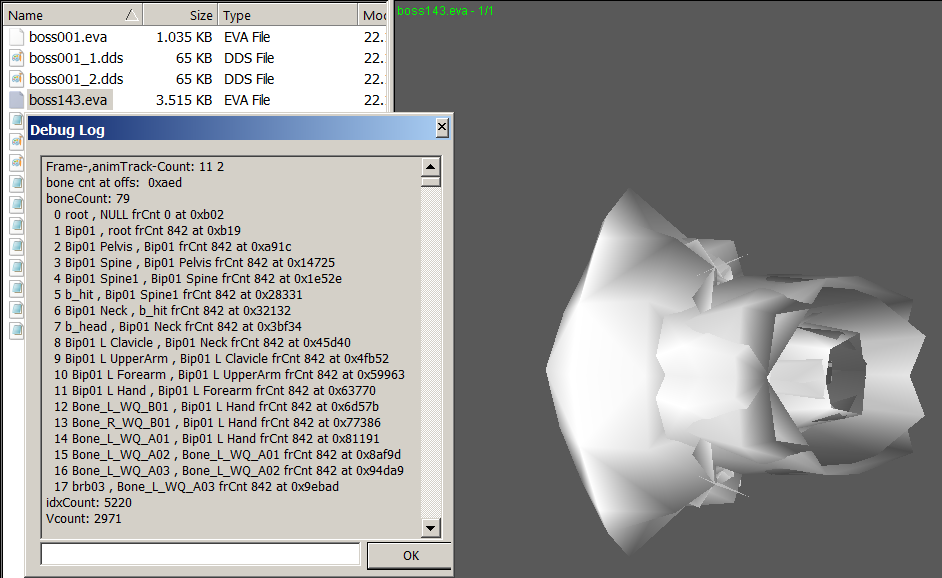 Name Size Type Mo
boss001.eva 1.035 KB EVA File 22.
boss001_1.dds 65 KB DDS File 22.
boss001_2.dds 65 KB DDS File 22.
boss143.eva 3.515 KB EVA File 22.
boss143.eva - 1/1
Debug Log
Frame-,animTrack-Count: 11 2
bone cnt at offs: 0xaed
boneCount: 79
0 root , NULL frCnt 0 at 0xb02
1 Bip01 , root frCnt 842 at 0xb19
2 Bip01 Pelvis , Bip01 frCnt 842 at 0xa91c
3 Bip01 Spine , Bip01 Pelvis frCnt 842 at 0x14725
4 Bip01 Spine1 , Bip01 Spine frCnt 842 at 0x1e52e
5 b_hit , Bip01 Spine1 frCnt 842 at 0x28331
6 Bip01 Neck , b_hit frCnt 842 at 0x32132
7 b_head , Bip01 Neck frCnt 842 at 0x3bf34
8 Bip01 L Clavicle , Bip01 Neck frCnt 842 at 0x45d40
9 Bip01 L UpperArm , Bip01 L Clavicle frCnt 842 at 0x4fb52
10 Bip01 L Forearm , Bip01 L UpperArm frCnt 842 at 0x59963
11 Bip01 L Hand , Bip01 L Forearm frCnt 842 at 0x63770
12 Bone_L_WQ_B01 , Bip01 L Hand frCnt 842 at 0x6d57b
13 Bone_R_WQ_B01 , Bip01 L Hand frCnt 842 at 0x77386
14 Bone_L_WQ_A01 , Bip01 L Hand frCnt 842 at 0x81191
15 Bone_L_WQ_A02 , Bone_L_WQ_A01 frCnt 842 at 0x8af9d
16 Bone_L_WQ_A03 , Bone_L_WQ_A02 frCnt 842 at 0x94da9
17 brb03 , Bone_L_WQ_A03 frCnt 842 at 0x9ebad
idxCount: 5220
Vcount: 2971
OK